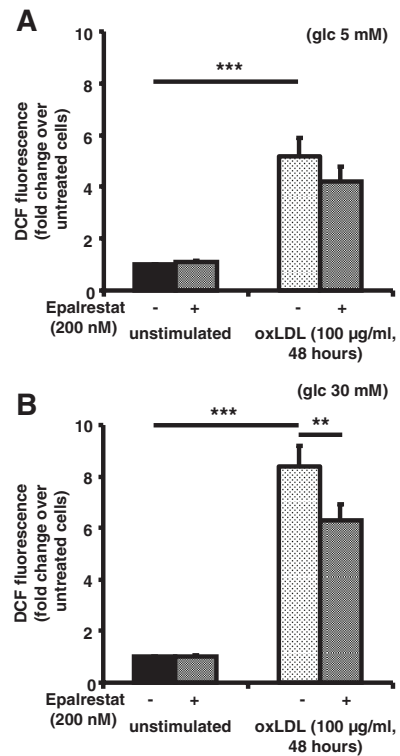 A
(glc 5 mM)
10
8
6
4
2
0
DCF fluorescence
(fold change over
untreated cells)
***
Epalrestat - + - +
(200 nM)
unstimulated oxLDL (100 µg/ml,
48 hours)
B
(glc 30 mM)
10
8
6
4
2
0
DCF fluorescence
(fold change over
untreated cells)
*** **
Epalrestat - + - +
(200 nM)
unstimulated oxLDL (100 µg/ml,
48 hours)